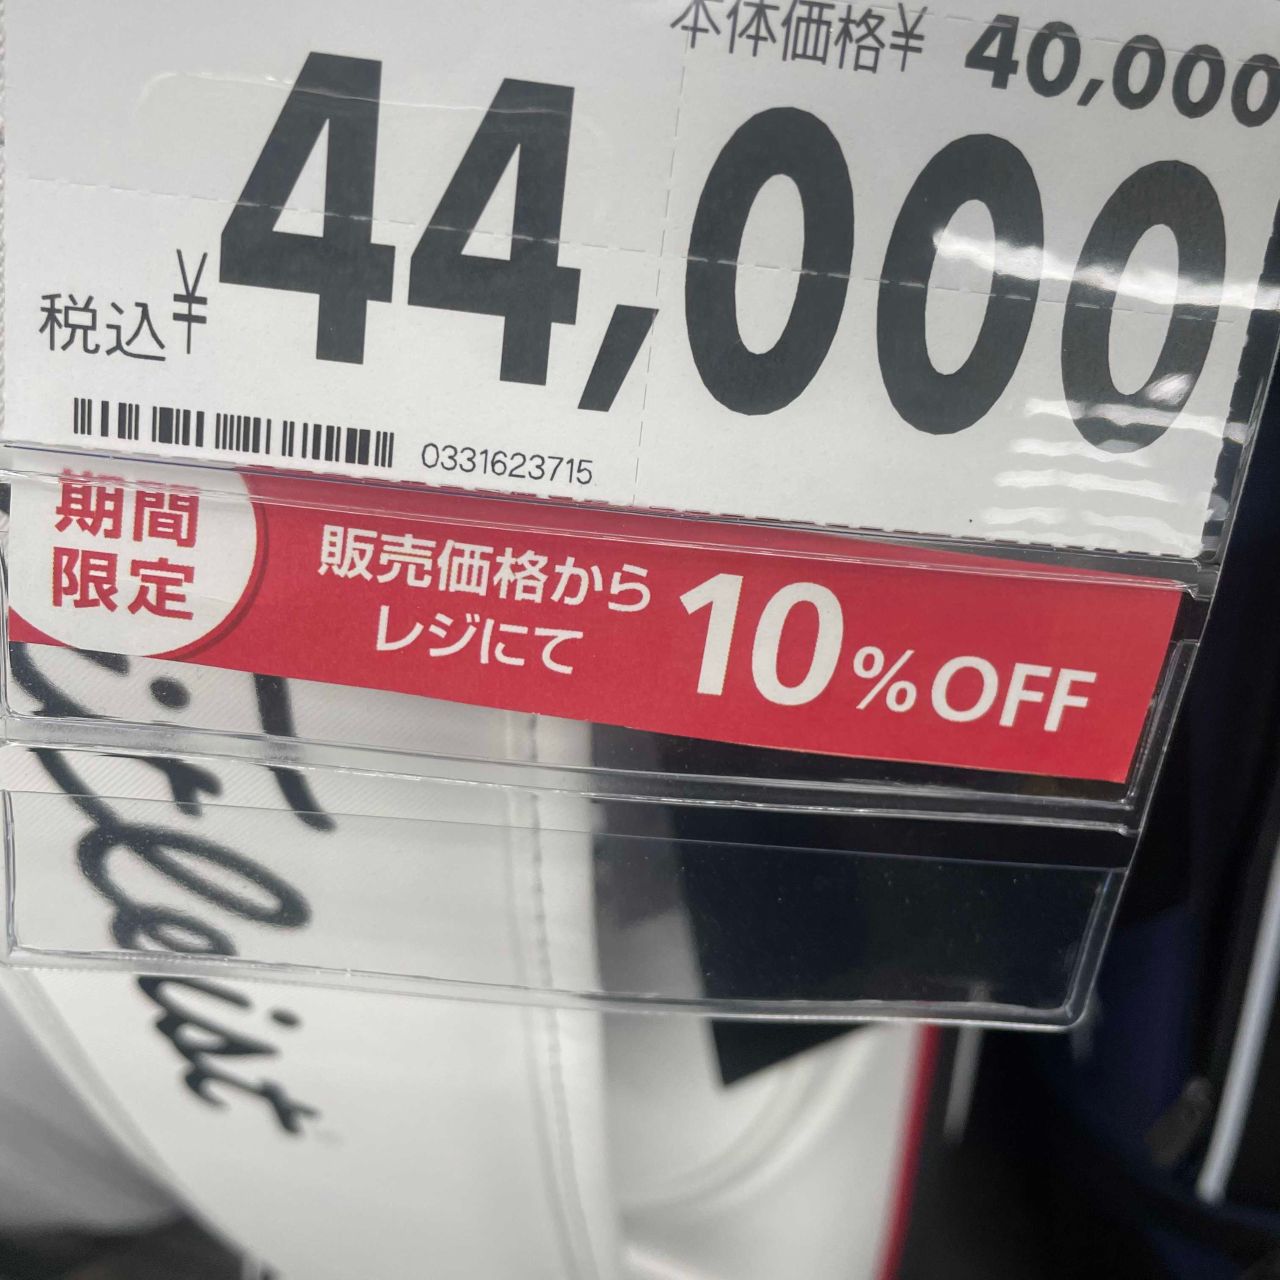 本体価格¥ 40,000
税込¥44,000
0331623715
期間
限定
販売価格から
レジにて
10%OFF
Titleist